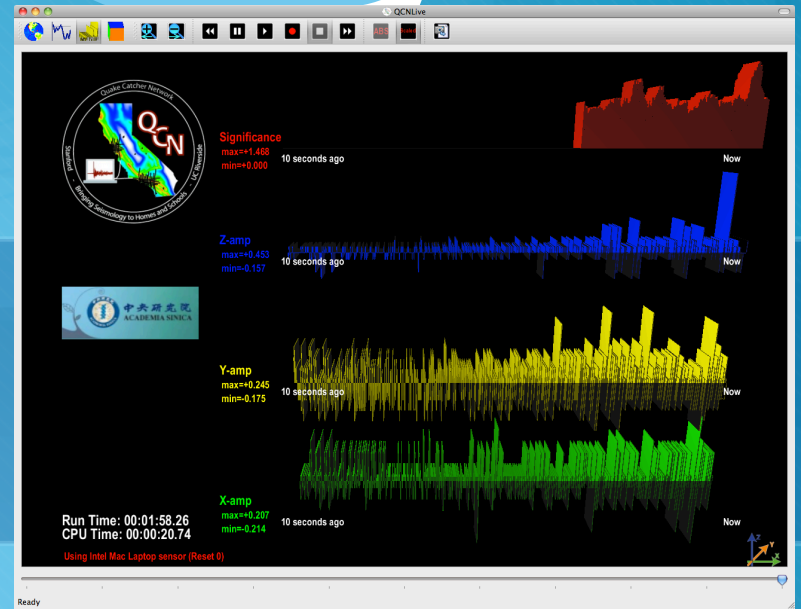 QCNLive
ABS
Quake Catcher Network
QCN
Stanford
UC Riverside
Bringing Seismology to Homes and Schools
Significance
max=+1.468
min=+0.000
10 seconds ago
Now
Z-amp
max=+0.453
min=-0.157
10 seconds ago
Now
中央研究院
ACADEMIA SINICA
Y-amp
max=+0.245
min=-0.175
10 seconds ago
Now
X-amp
max=+0.207
min=-0.214
10 seconds ago
Now
Run Time: 00:01:58.26
CPU Time: 00:00:20.74
Using Intel Mac Laptop sensor (Reset 0)
Z
Y
X
Ready